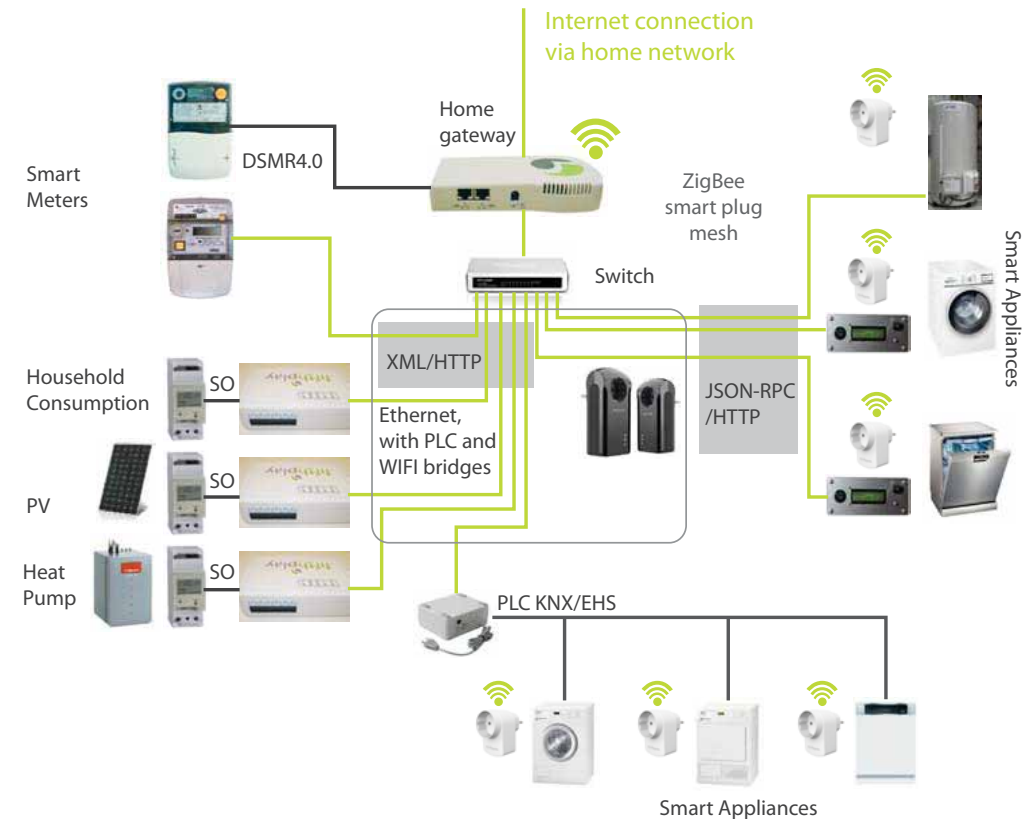 Internet connection
via home network
Home
gateway
DSMR4.0
Smart
Meters
ZigBee
smart plug
mesh
Switch
Smart Appliances
XML/HTTP
JSON-RPC
/HTTP
Household
Consumption
SO
Ethernet,
with PLC and
WIFI bridges
PV
SO
Heat
Pump
SO
PLC KNX/EHS
Smart Appliances